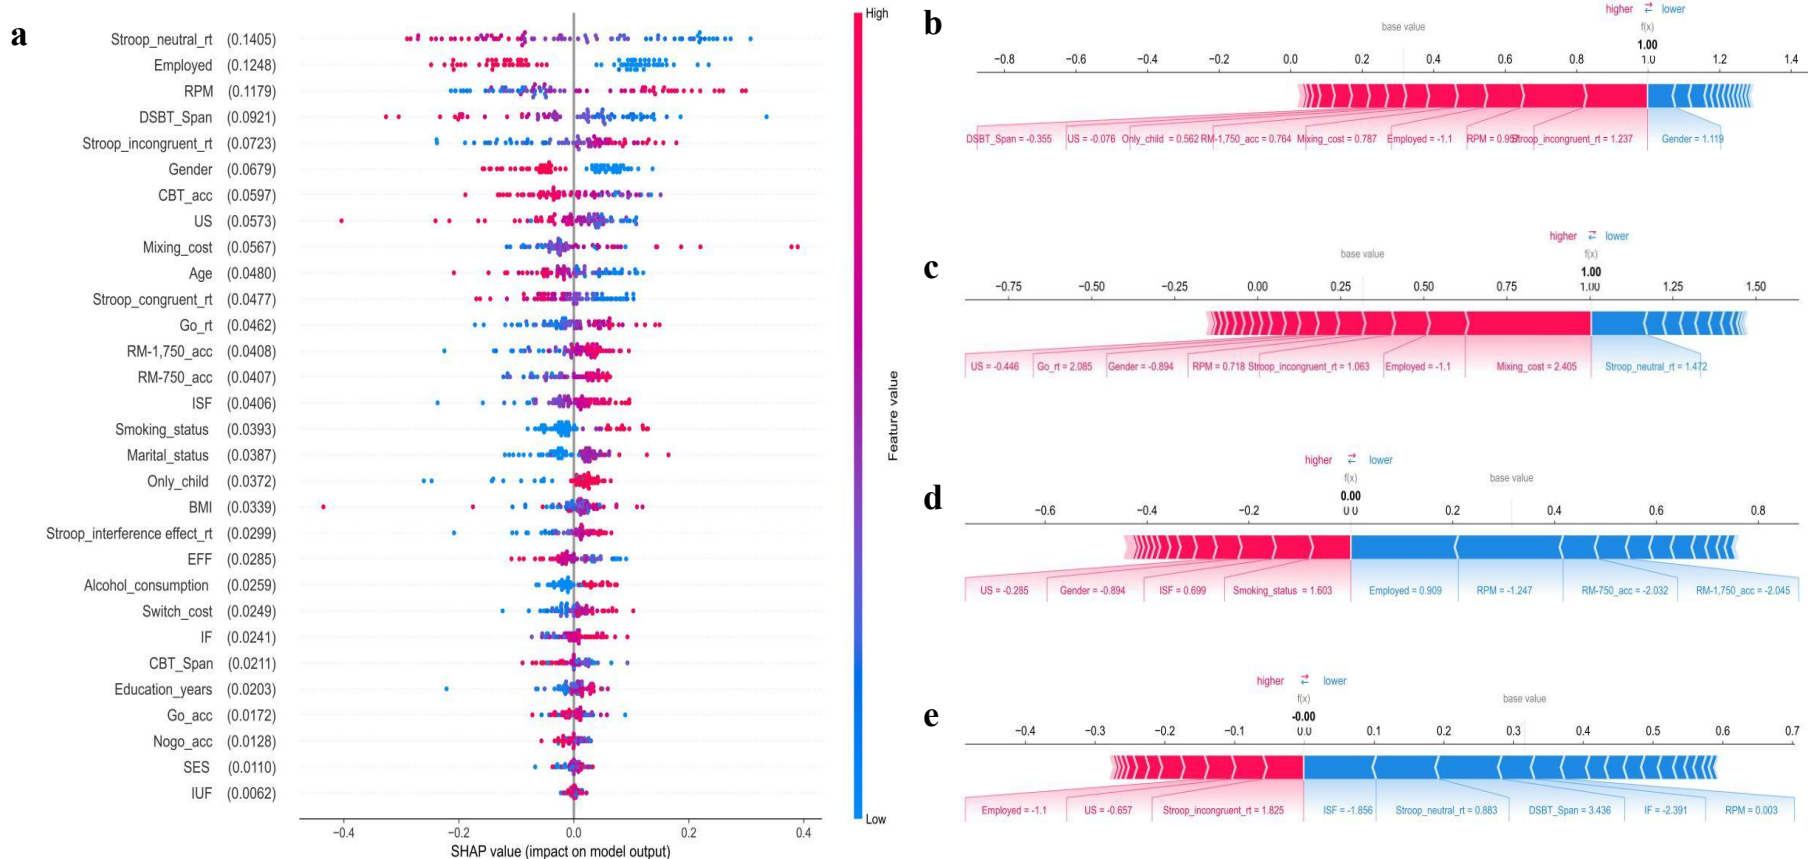 a
High
Stroop_neutral_rt (0.1405)
Employed (0.1248)
RPM (0.1179)
DSBT_Span (0.0921)
Stroop_incongruent_rt (0.0723)
Gender (0.0679)
CBT_acc (0.0597)
US (0.0573)
Mixing_cost (0.0567)
Age (0.0480)
Stroop_congruent_rt (0.0477)
Go_rt (0.0462)
RM-1,750_acc (0.0408)
RM-750_acc (0.0407)
ISF (0.0406)
Smoking_status (0.0393)
Marital_status (0.0387)
Only_child (0.0372)
BMI (0.0339)
Stroop_interference effect_rt (0.0299)
EFF (0.0285)
Alcohol_consumption (0.0259)
Switch_cost (0.0249)
IF (0.0241)
CBT_Span (0.0211)
Education_years (0.0203)
Go_acc (0.0172)
Nogo_acc (0.0128)
SES (0.0110)
IUF (0.0062)
Low
Feature value
−0.4 −0.2 0.0 0.2 0.4
SHAP value (impact on model output)
b
higher ⇄ lower
base value f(x)
1.00
−0.8 −0.6 −0.4 −0.2 0.0 0.2 0.4 0.6 0.8 1.0 1.2 1.4
DSBT_Span = -0.355 US = -0.076 Only_child = 0.562 RM-1,750_acc = 0.764 Mixing_cost = 0.787 Employed = -1.1 RPM = Stroop_incongruent_rt = 1.237 Gender = 1.119
c
higher ⇄ lower
base value f(x)
1.00
−0.75 −0.50 −0.25 0.00 0.25 0.50 0.75 1.00 1.25 1.50
US = -0.446 Go_rt = 2.085 Gender = -0.894 RPM = 0.718 Stroop_incongruent_rt = 1.063 Employed = -1.1 Mixing_cost = 2.405 Stroop_neutral_rt = 1.472
d
higher ⇄ lower
f(x) base value
0.00
−0.6 −0.4 −0.2 0.0 0.2 0.4 0.6 0.8
US = -0.285 Gender = -0.894 ISF = 0.699 Smoking_status = 1.603 Employed = 0.909 RPM = -1.247 RM-750_acc = -2.032 RM-1,750_acc = -2.045
e
higher ⇄ lower
f(x) base value
-0.00
−0.4 −0.3 −0.2 −0.1 0.0 0.1 0.2 0.3 0.4 0.5 0.6 0.7
Employed = -1.1 US = -0.657 Stroop_incongruent_rt = 1.825 ISF = -1.856 Stroop_neutral_rt = 0.883 DSBT_Span = 3.436 IF = -2.391 RPM = 0.003